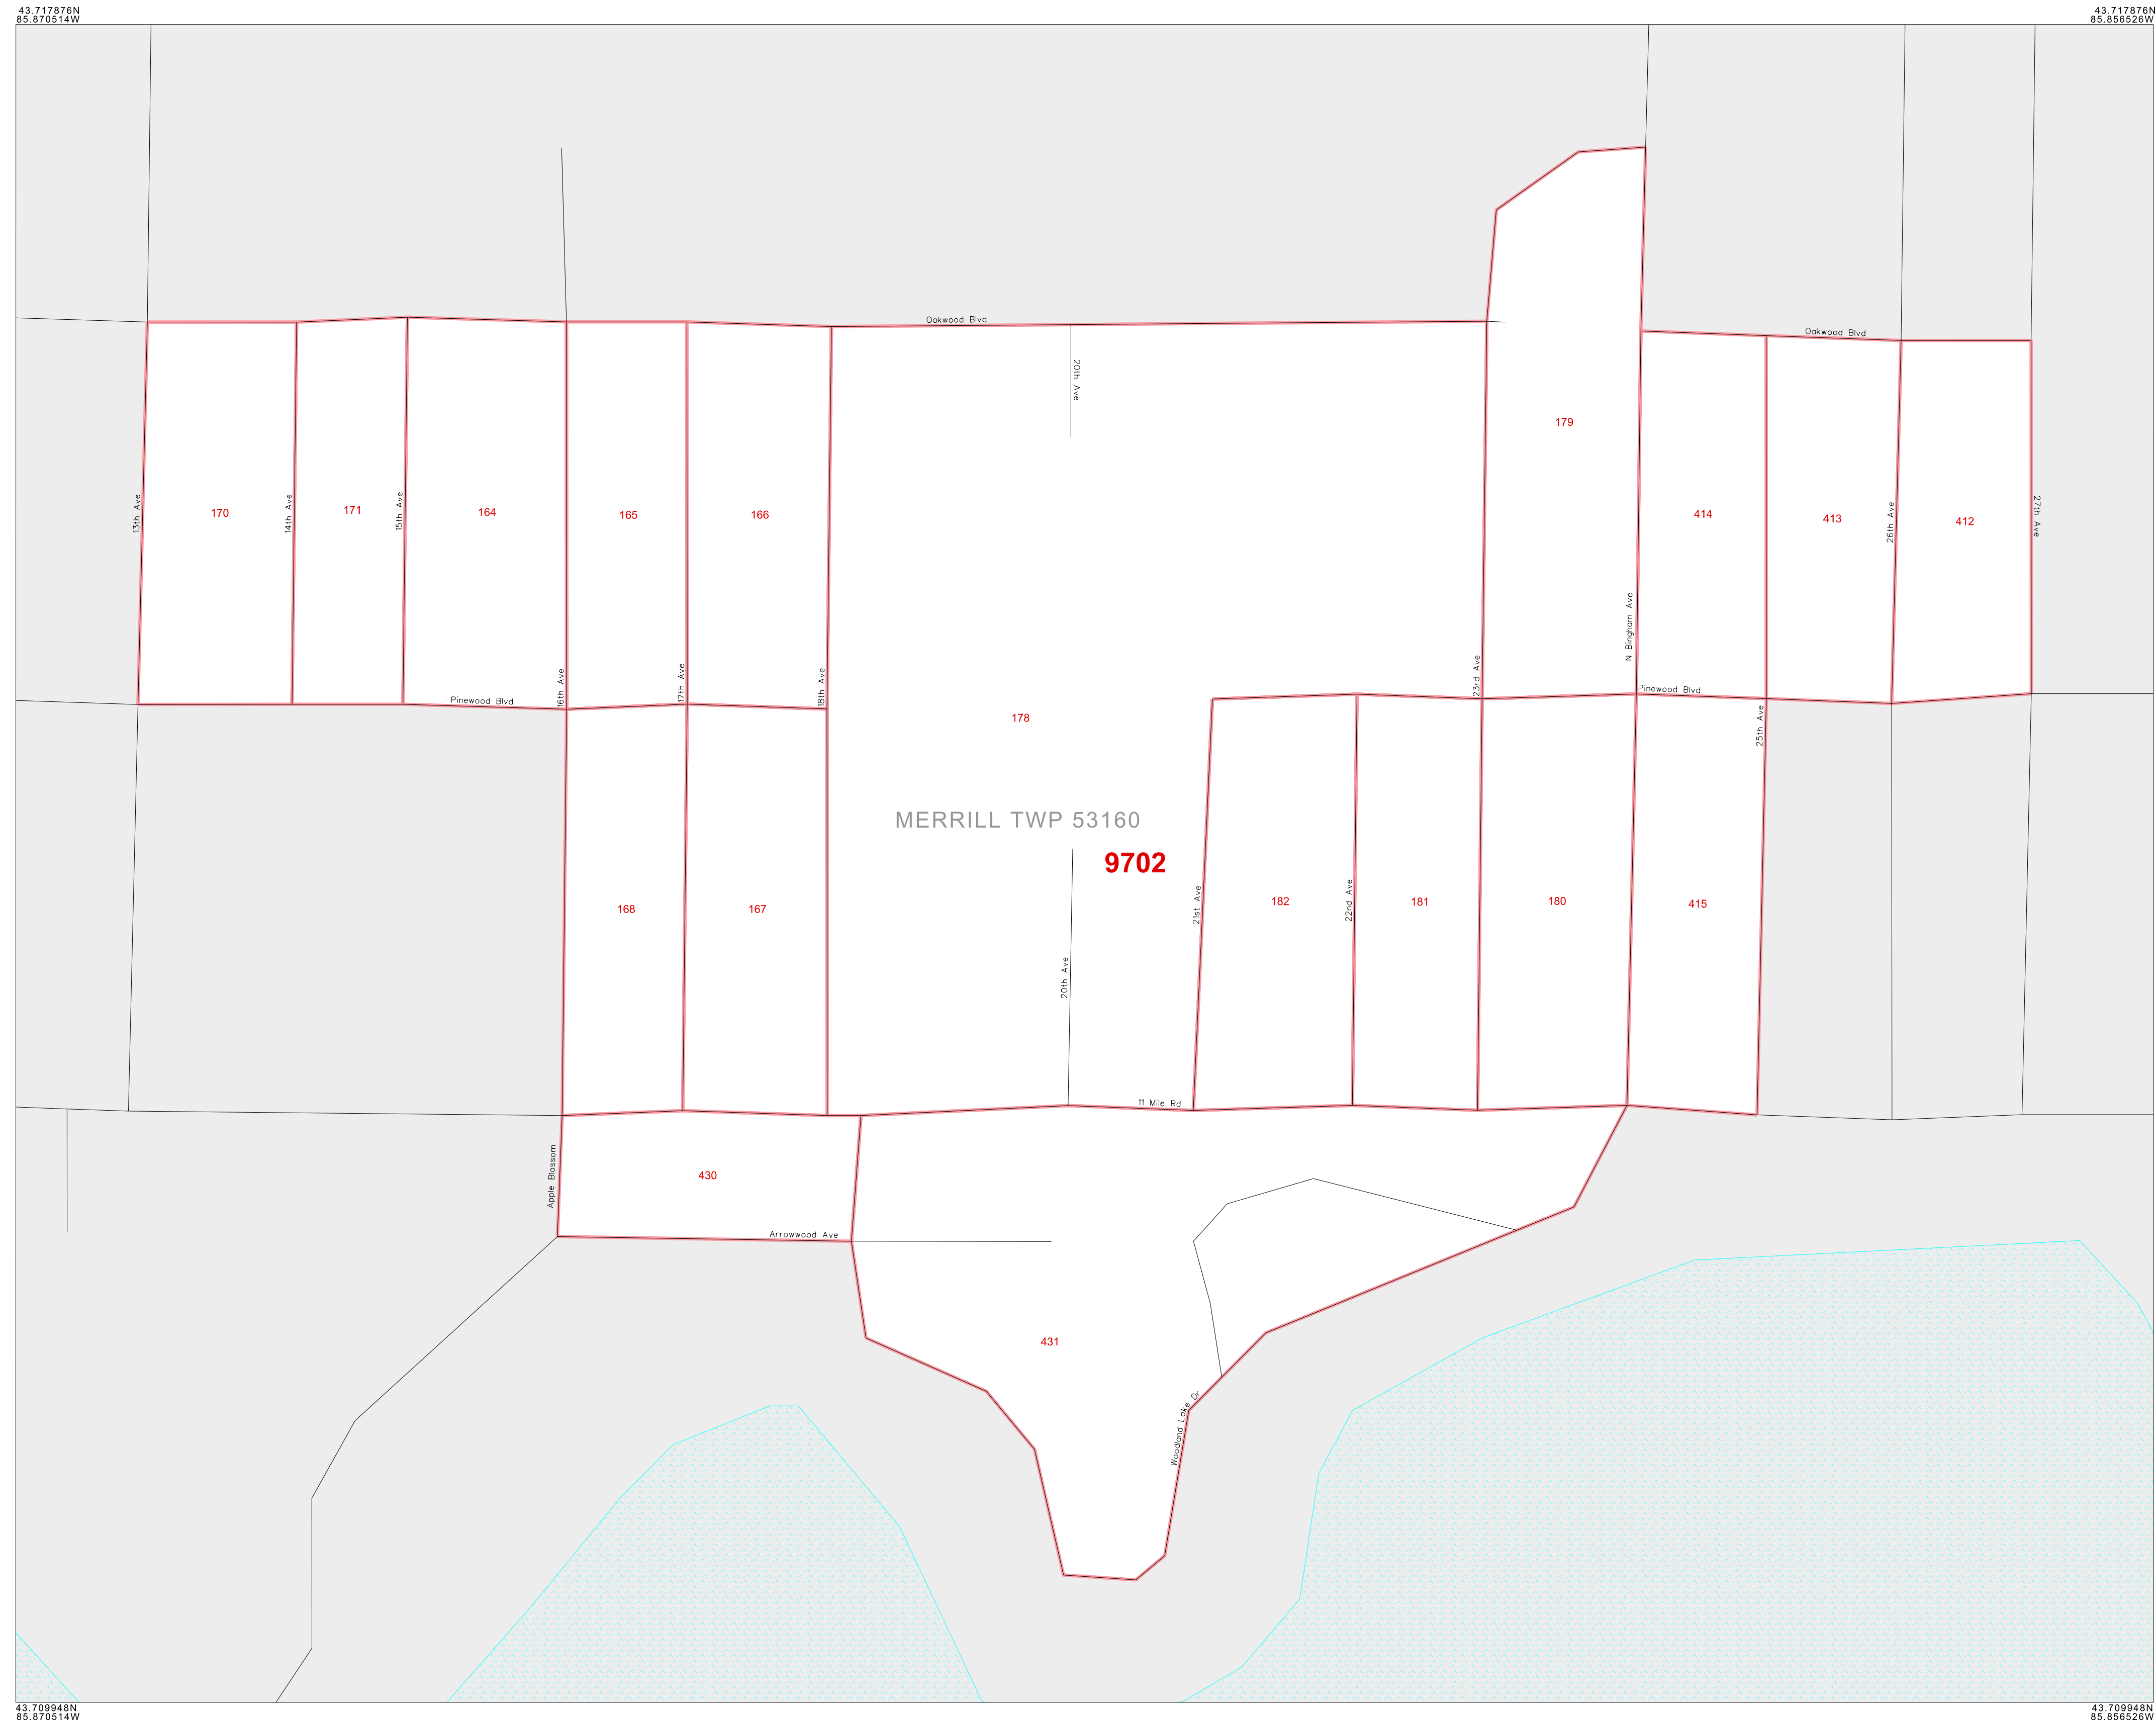 43.717876N
85.870514W
43.717876N
85.856526W
Oakwood Blvd
Oakwood Blvd
20th Ave
179
13th Ave
170
14th Ave
171
15th Ave
164
165
166
414
413
26th Ave
412
27th Ave
N Bingham Ave
Pinewood Blvd
16th Ave
17th Ave
18th Ave
23rd Ave
Pinewood Blvd
25th Ave
178
MERRILL TWP 53160
9702
168
167
20th Ave
21st Ave
182
22nd Ave
181
180
415
11 Mile Rd
Apple Blossom
430
Arrowwood Ave
431
Woodland Lake Dr
43.709948N
85.870514W
43.709948N
85.856526W